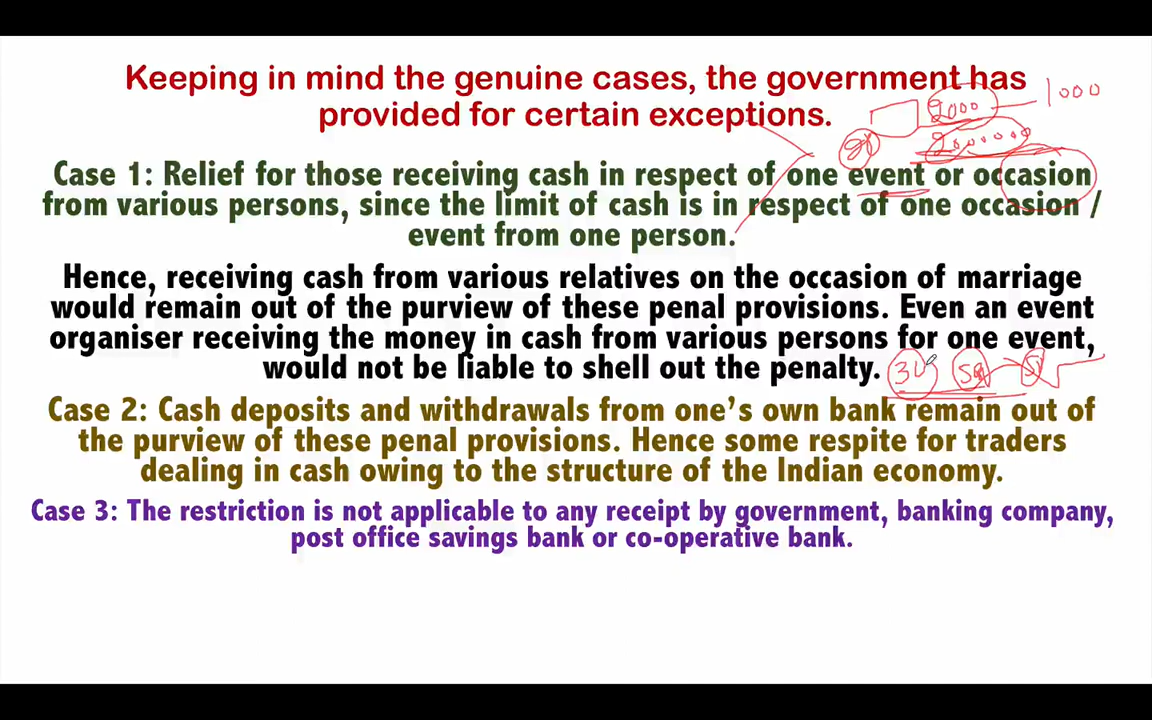 Keeping in mind the genuine cases, the government has
provided for certain exceptions.
2000
1000
Case 1: Relief for those receiving cash in respect of one event or occasion
from various persons, since the limit of cash is in respect of one occasion /
event from one person.
Hence, receiving cash from various relatives on the occasion of marriage
would remain out of the purview of these penal provisions. Even an event
organiser receiving the money in cash from various persons for one event,
would not be liable to shell out the penalty.
Case 2: Cash deposits and withdrawals from one's own bank remain out of
the purview of these penal provisions. Hence some respite for traders
dealing in cash owing to the structure of the Indian economy.
Case 3: The restriction is not applicable to any receipt by government, banking company,
post office savings bank or co-operative bank.